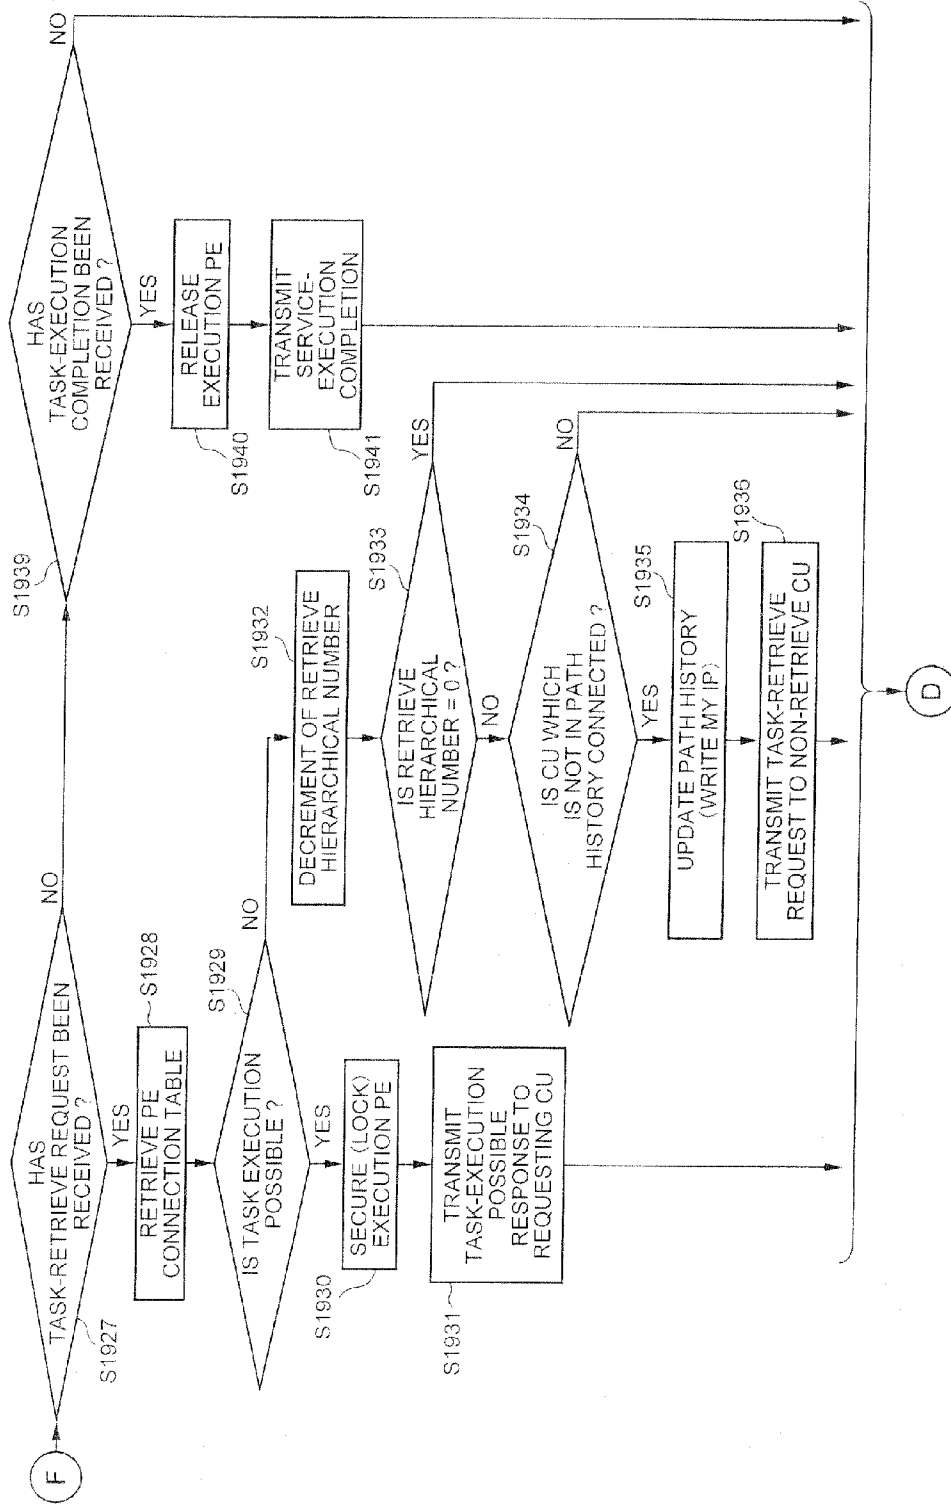 F
HAS
TASK-RETRIEVE REQUEST BEEN
RECEIVED ?
S1927
NO
YES
RETRIEVE PE
CONNECTION TABLE
S1928
IS TASK EXECUTION
POSSIBLE ?
S1929
NO
YES
SECURE (LOCK)
EXECUTION PE
S1930
TRANSMIT
TASK-EXECUTION
POSSIBLE
RESPONSE TO
REQUESTING CU
S1931
DECREMENT OF RETRIEVE
HIERARCHICAL NUMBER
S1932
IS RETRIEVE
HIERARCHICAL
NUMBER = 0 ?
S1933
YES
NO
IS CU WHICH
IS NOT IN PATH
HISTORY CONNECTED ?
S1934
NO
YES
UPDATE PATH HISTORY
(WRITE MY IP)
S1935
TRANSMIT TASK-RETRIEVE
REQUEST TO NON-RETRIEVE CU
S1936
HAS
TASK-EXECUTION
COMPLETION BEEN
RECEIVED ?
S1939
NO
YES
RELEASE
EXECUTION PE
S1940
TRANSMIT
SERVICE-
EXECUTION
COMPLETION
S1941
D